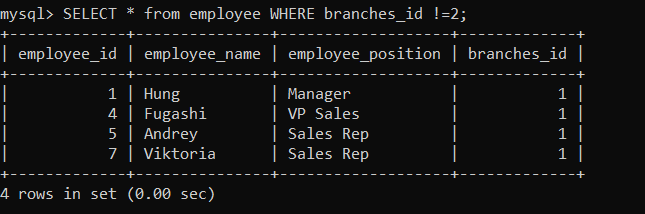 mysql> SELECT * from employee WHERE branches_id !=2;
+-------------+---------------+-------------------+-------------+
| employee_id | employee_name | employee_position | branches_id |
+-------------+---------------+-------------------+-------------+
|           1 | Hung          | Manager           |           1 |
|           4 | Fugashi       | VP Sales          |           1 |
|           5 | Andrey        | Sales Rep         |           1 |
|           7 | Viktoria      | Sales Rep         |           1 |
+-------------+---------------+-------------------+-------------+
4 rows in set (0.00 sec)